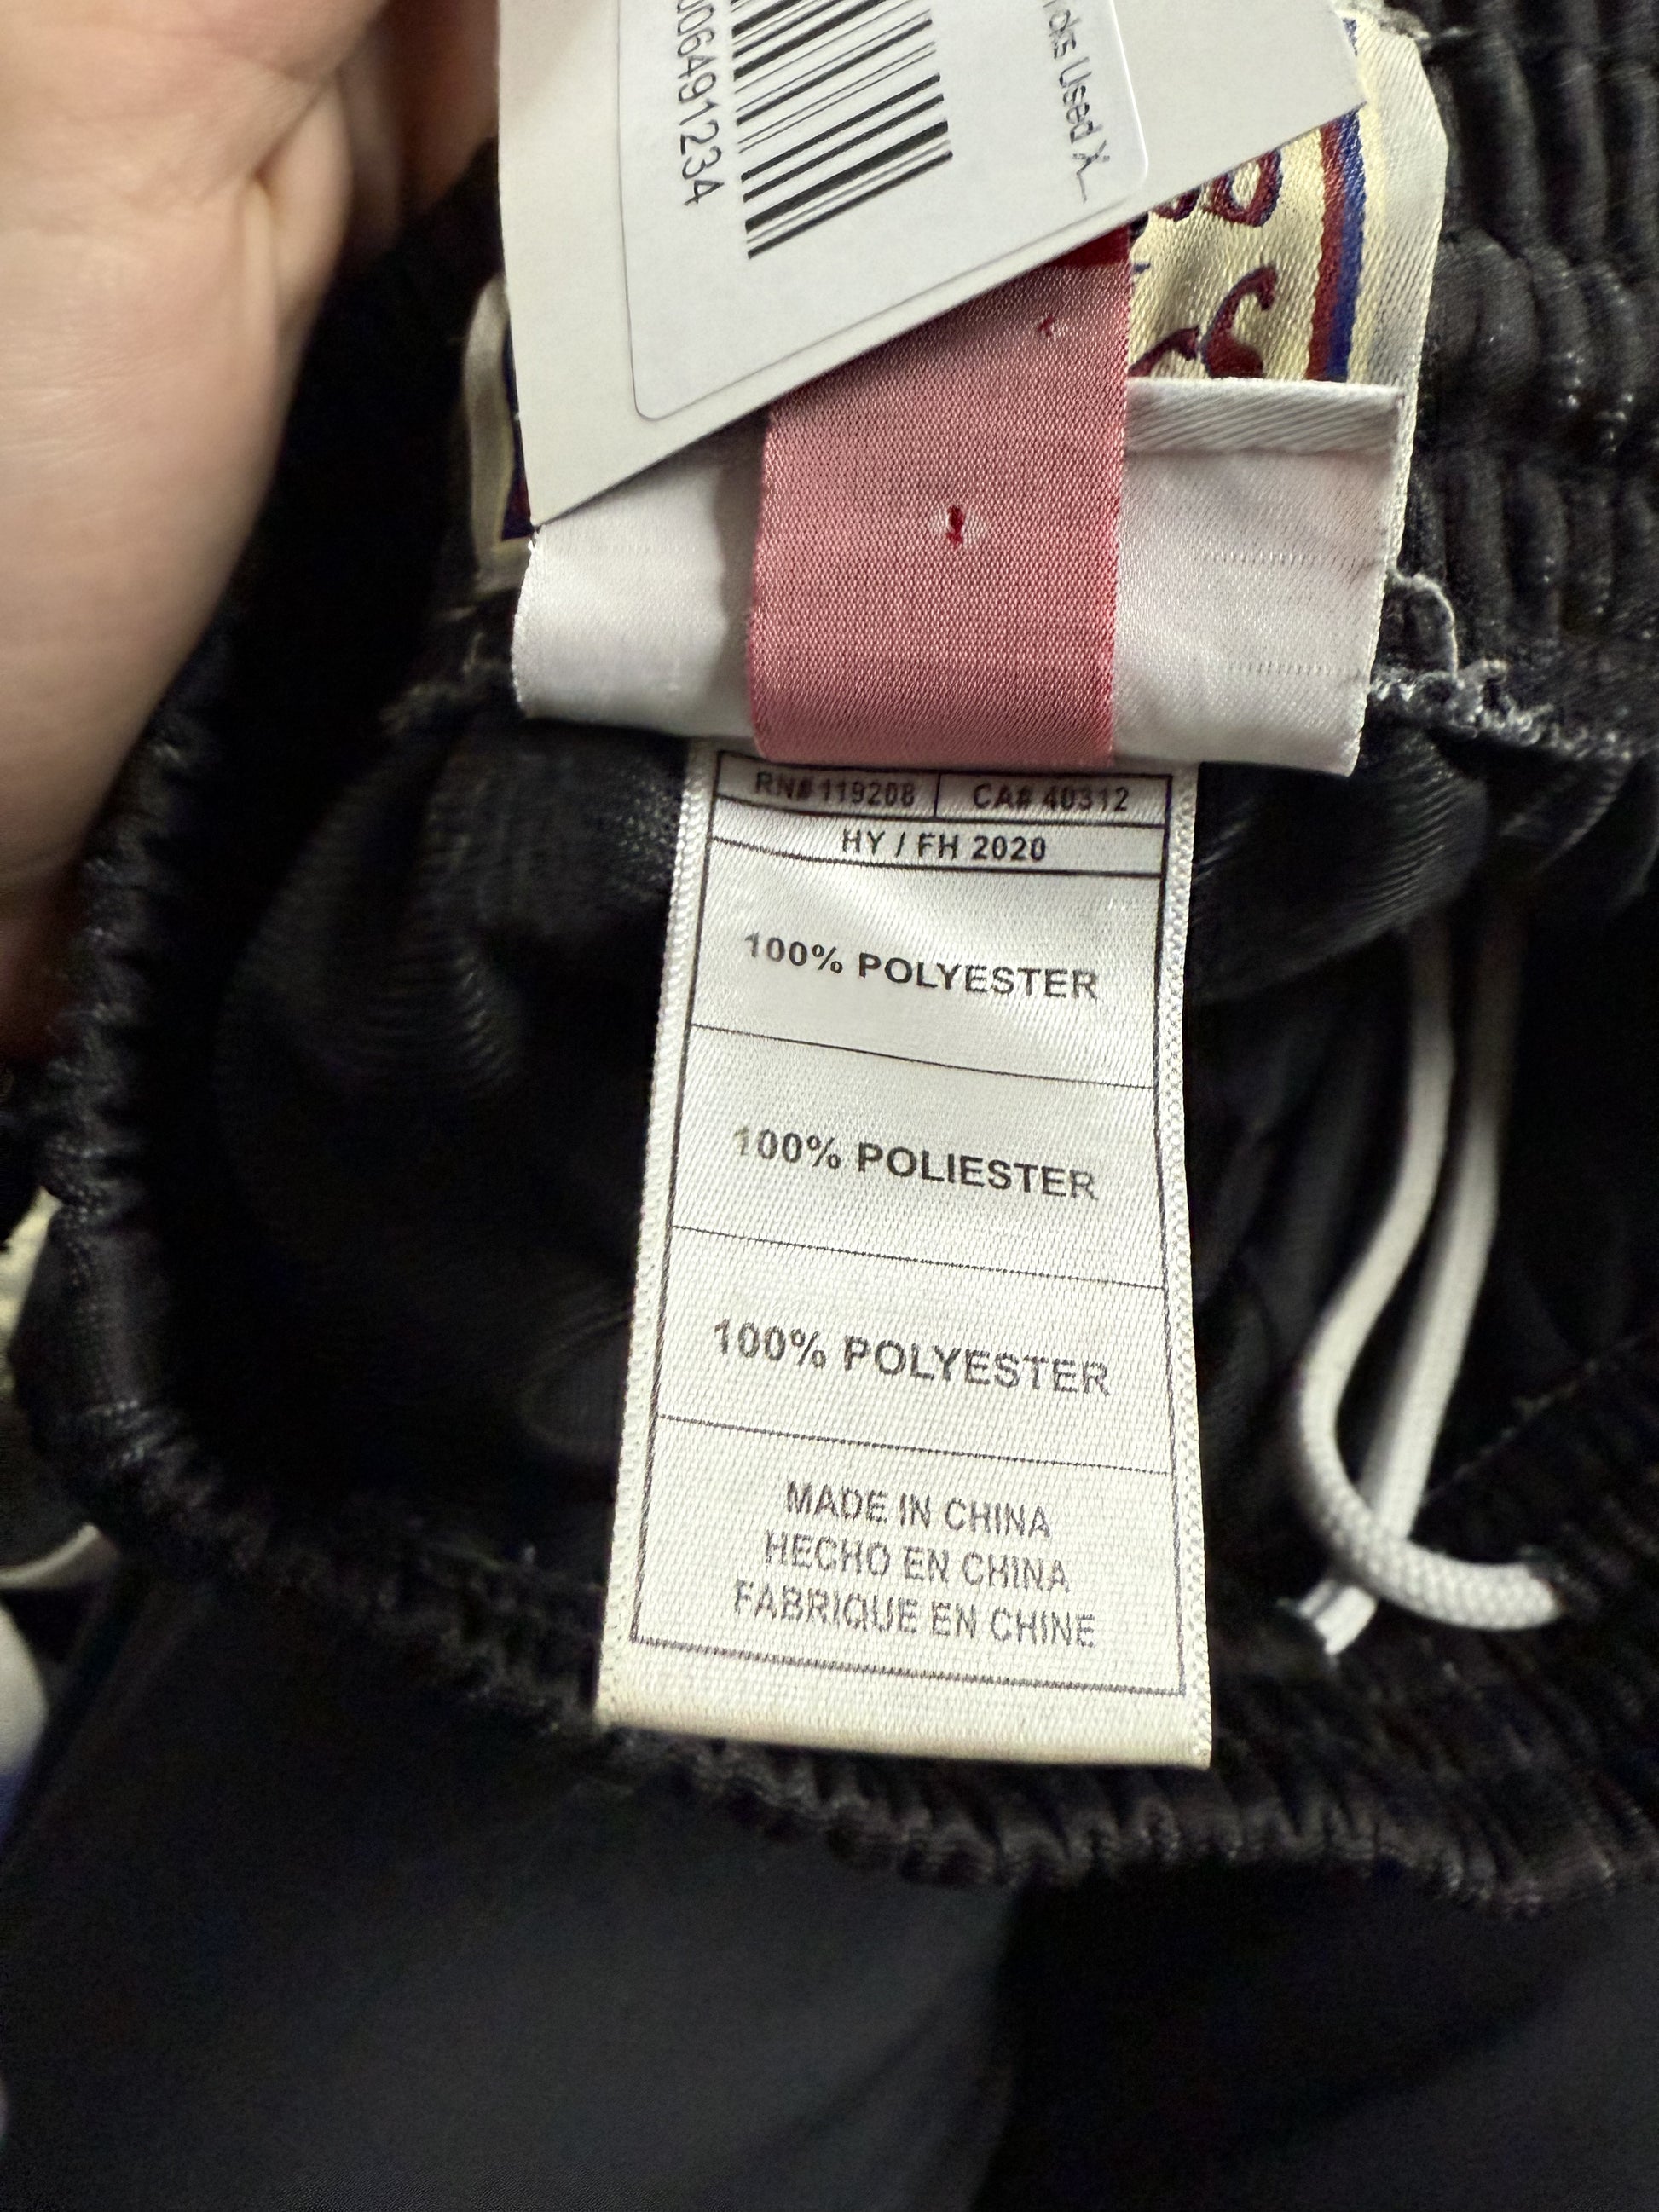 Used
RN# 119208 CA# 40312
HY / FH 2020
100% POLYESTER
100% POLIESTER
100% POLYESTER
MADE IN CHINA
HECHO EN CHINA
FABRIQUE EN CHINE